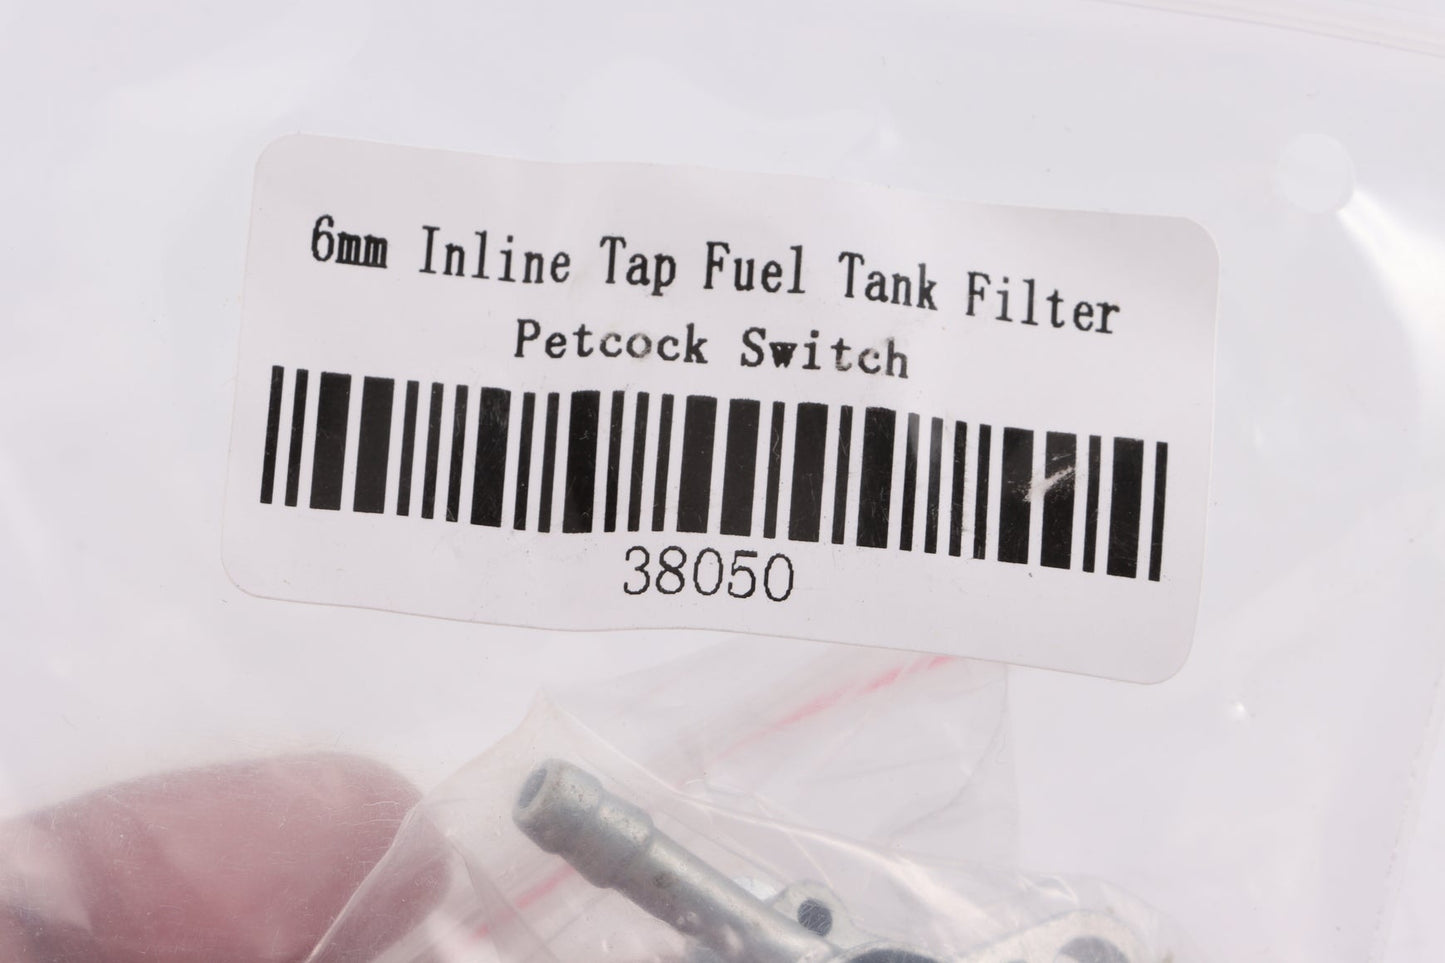 6mm Inline Tap Fuel Tank Filter
Petcock Switch
38050